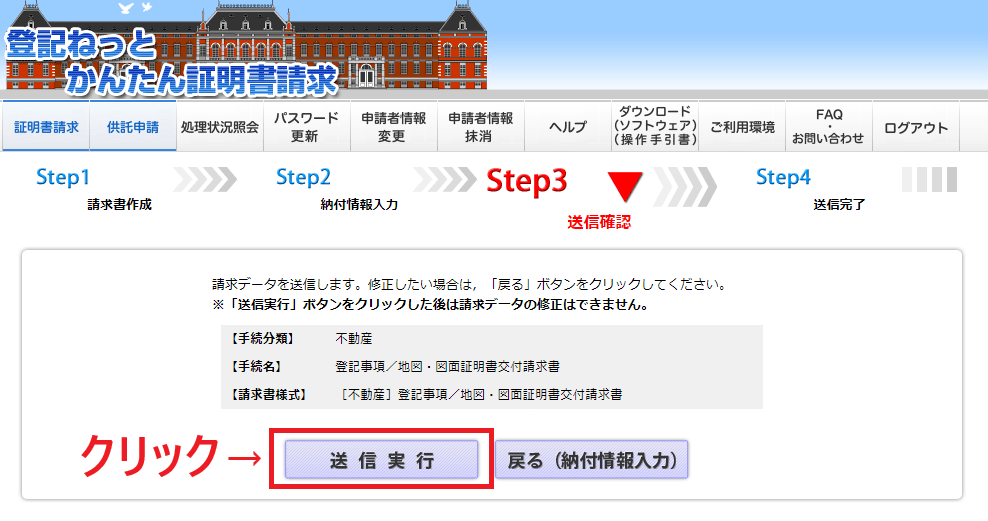 登記ねっと
かんたん証明書請求
証明書請求
供託申請
処理状況照会
パスワード
更新
申請者情報
変更
申請者情報
抹消
ヘルプ
ダウンロード
(ソフトウェア)
(操作手引書)
ご利用環境
FAQ
・
お問い合わせ
ログアウト
Step1
請求書作成
Step2
納付情報入力
Step3
送信確認
Step4
送信完了
請求データを送信します。修正したい場合は,「戻る」ボタンをクリックしてください。
※「送信実行」ボタンをクリックした後は請求データの修正はできません。
【手続分類】 不動産
【手続名】 登記事項/地図・図面証明書交付請求書
【請求書様式】 [不動産]登記事項/地図・図面証明書交付請求書
クリック→ 送信実行 戻る(納付情報入力)